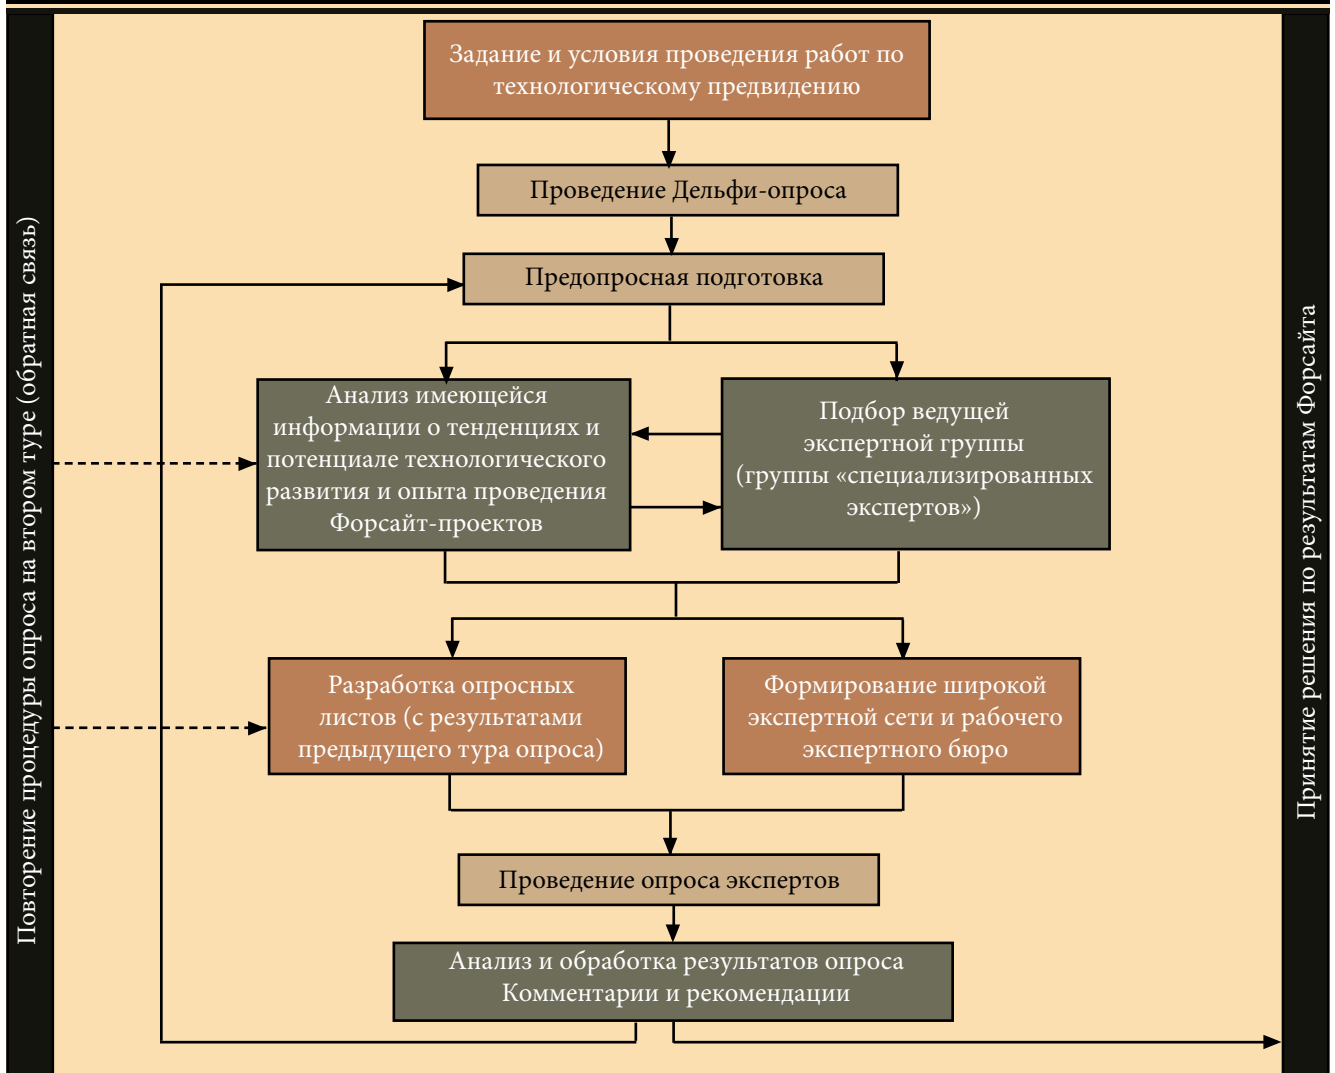 Задание и условия проведения работ по
технологическому предвидению
Проведение Дельфи-опроса
Предопросная подготовка
Анализ имеющейся
информации о тенденциях и
потенциале технологического
развития и опыта проведения
Форсайт-проектов
Подбор ведущей
экспертной группы
(группы «специализированных
экспертов»)
Разработка опросных
листов (с результатами
предыдущего тура опроса)
Формирование широкой
экспертной сети и рабочего
экспертного бюро
Проведение опроса экспертов
Анализ и обработка результатов опроса
Комментарии и рекомендации
Повторение процедуры опроса на втором туре (обратная связь)
Принятие решения по результатам Форсайта